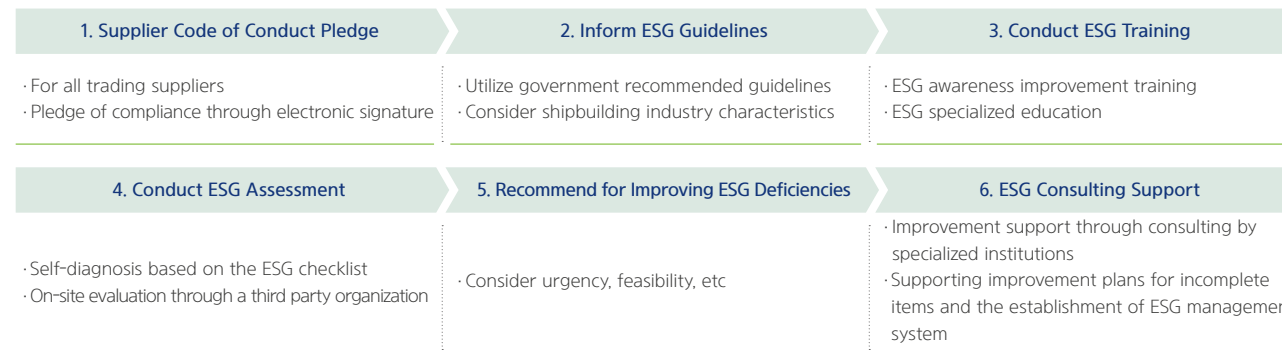 1. Supplier Code of Conduct Pledge
· For all trading suppliers
· Pledge of compliance through electronic signature
2. Inform ESG Guidelines
· Utilize government recommended guidelines
· Consider shipbuilding industry characteristics
3. Conduct ESG Training
· ESG awareness improvement training
· ESG specialized education
4. Conduct ESG Assessment
· Self-diagnosis based on the ESG checklist
· On-site evaluation through a third party organization
5. Recommend for Improving ESG Deficiencies
· Consider urgency, feasibility, etc
6. ESG Consulting Support
· Improvement support through consulting by
specialized institutions
· Supporting improvement plans for incomplete
items and the establishment of ESG managemen
system